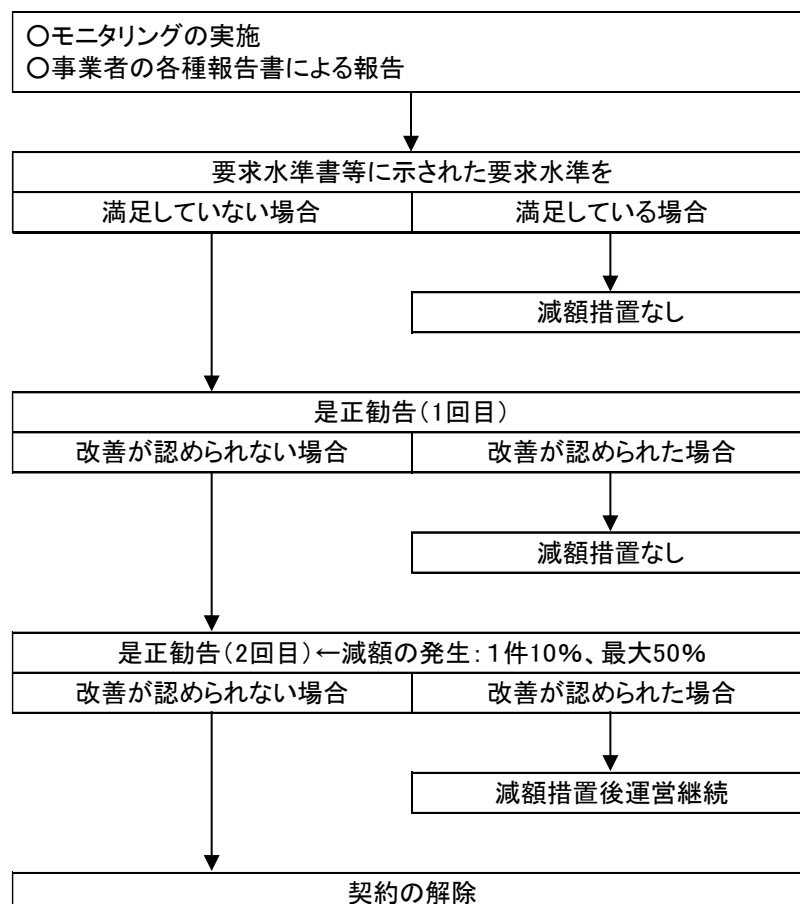 〇モニタリングの実施
〇事業者の各種報告書による報告
要求水準書等に示された要求水準を
満足していない場合
満足している場合
減額措置なし
是正勧告(1回目)
改善が認められない場合
改善が認められた場合
減額措置なし
是正勧告(2回目)←減額の発生:1件10%、最大50%
改善が認められない場合
改善が認められた場合
減額措置後運営継続
契約の解除